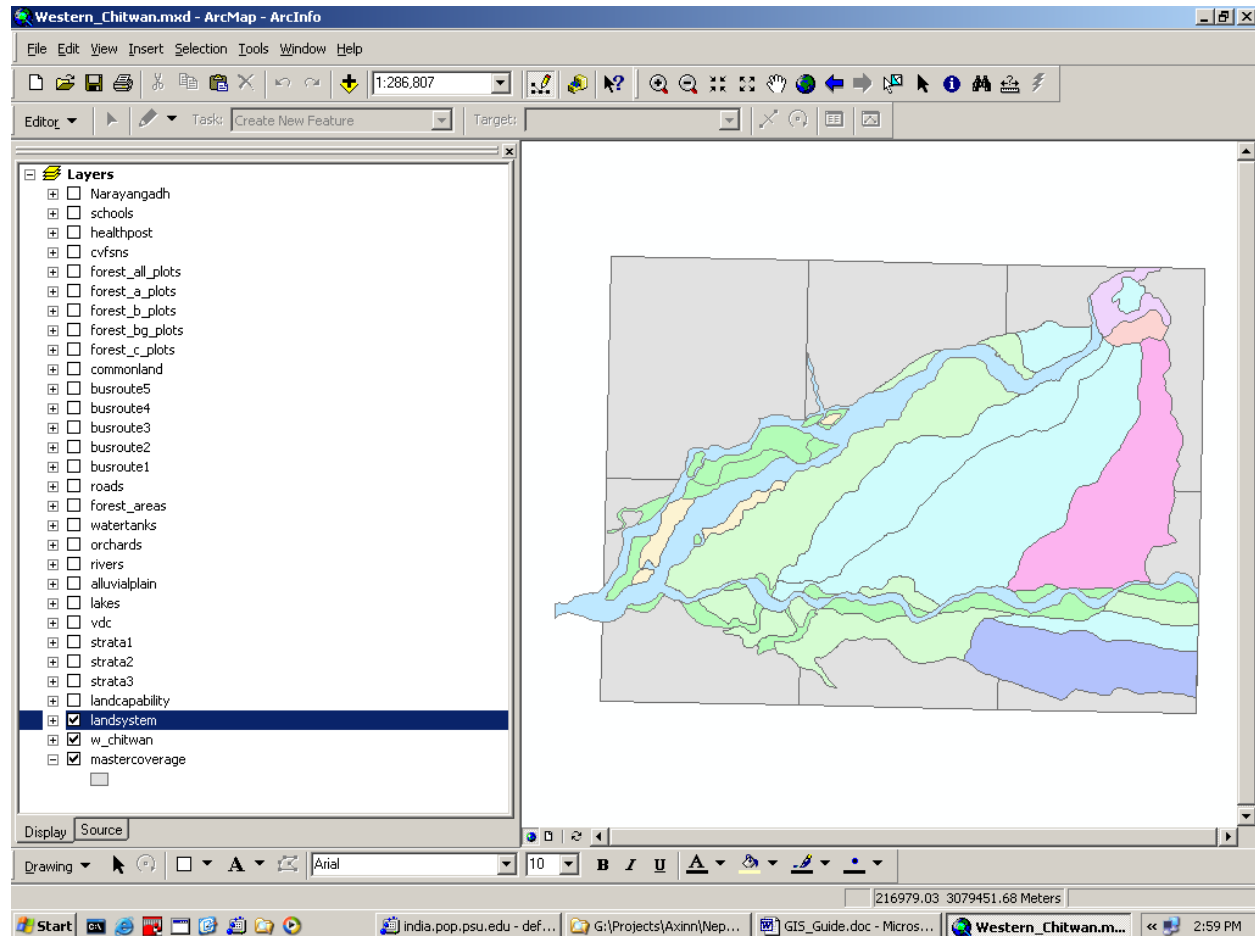 Western_Chitwan.mxd - ArcMap - ArcInfo
File Edit View Insert Selection Tools Window Help
1:286,807
Editor Task: Create New Feature Target:
Layers
Narayangadh
schools
healthpost
cvfsns
forest_all_plots
forest_a_plots
forest_b_plots
forest_bg_plots
forest_c_plots
commonland
busroute5
busroute4
busroute3
busroute2
busroute1
roads
forest_areas
watertanks
orchards
rivers
alluvialplain
lakes
vdc
strata1
strata2
strata3
landcapability
landsystem
w_chitwan
mastercoverage
Display Source
Drawing A Arial 10 B I U A
216979.03 3079451.68 Meters
Start india.pop.psu.edu - def... G:\Projects\Axinn\Nep... GIS_Guide.doc - Micros... Western_Chitwan.m... « 2:59 PM